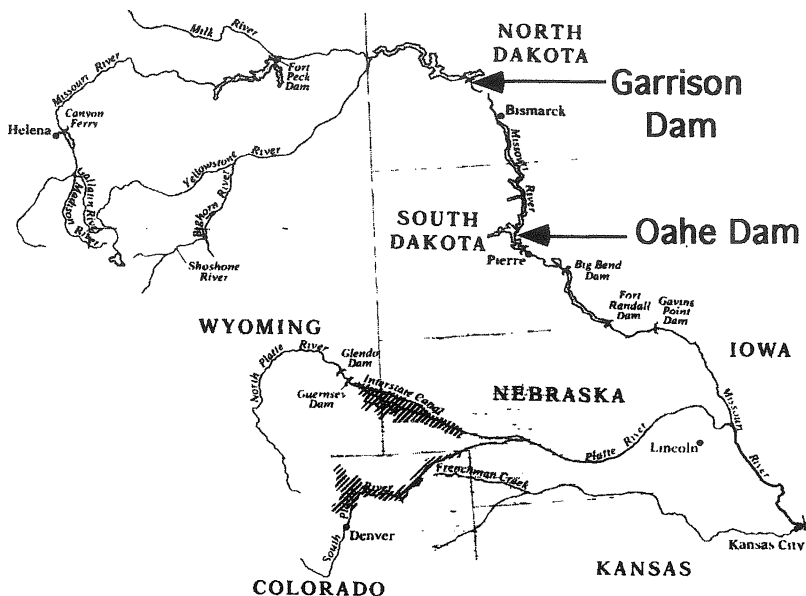 NORTH
DAKOTA
Garrison
Dam
Milk River
Missouri River
Fort
Peck
Dam
Bismarck
Missouri
River
Helena
Canyon
Ferry
Gallatin River
Madison
River
Yellowstone River
Bighorn River
Shoshone
River
SOUTH
DAKOTA
Oahe Dam
Pierre
Big Bend
Dam
Fort
Randall
Dam
Gavins
Point
Dam
IOWA
WYOMING
North Platte River
Glendo
Dam
Guernsey
Dam
Interstate Canal
NEBRASKA
Missouri
River
Platte River
Lincoln
Frenchman Creek
South Platte River
Denver
Kansas City
KANSAS
COLORADO